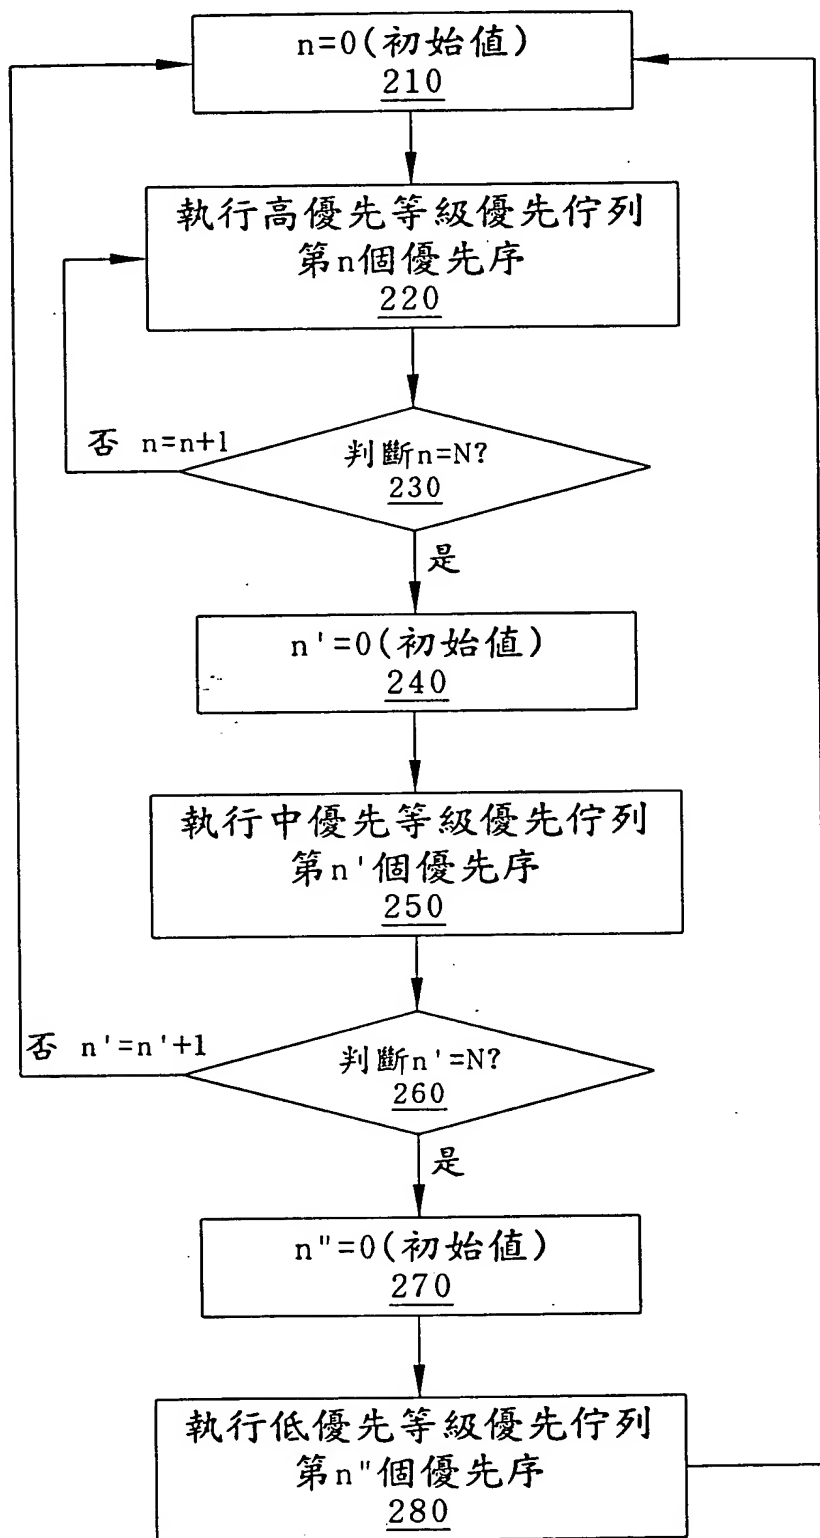 n=0(初始值)
210
執行高優先等級優先佇列
第n個優先序
220
否 n=n+1
判斷n=N?
230
是
n'=0(初始值)
240
執行中優先等級優先佇列
第n'個優先序
250
否 n'=n'+1
判斷n'=N?
260
是
n"=0(初始值)
270
執行低優先等級優先佇列
第n"個優先序
280